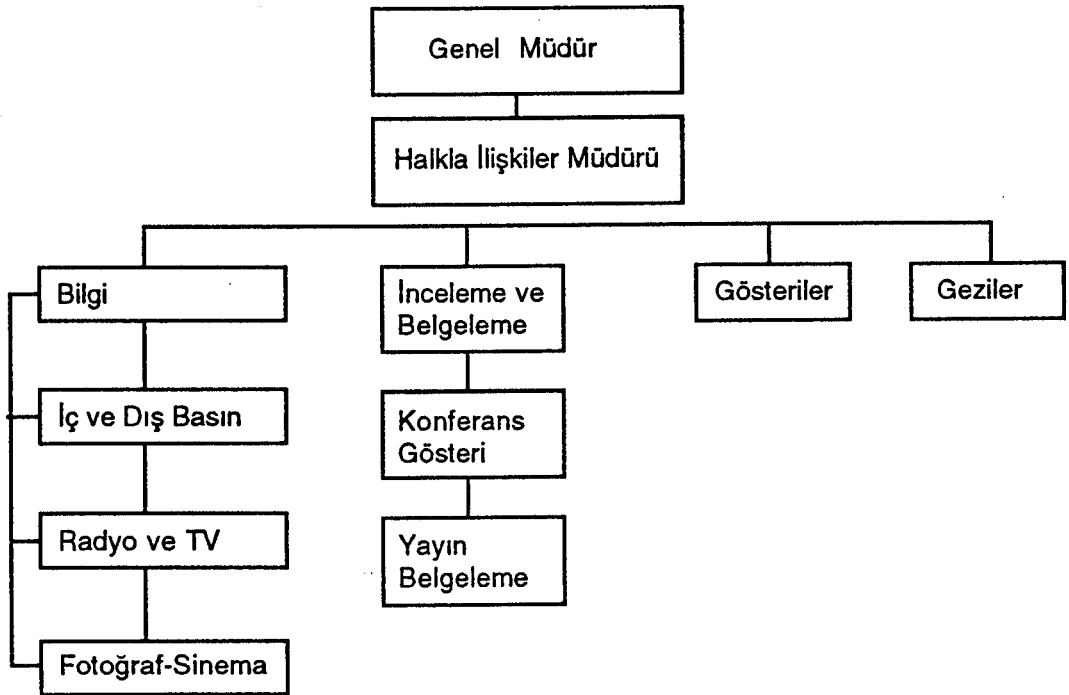 Genel Müdür
Halkla İlişkiler Müdürü
Bilgi
İnceleme ve
Belgeleme
Gösteriler
Geziler
İç ve Dış Basın
Konferans
Gösteri
Radyo ve TV
Yayın
Belgeleme
Fotoğraf-Sinema